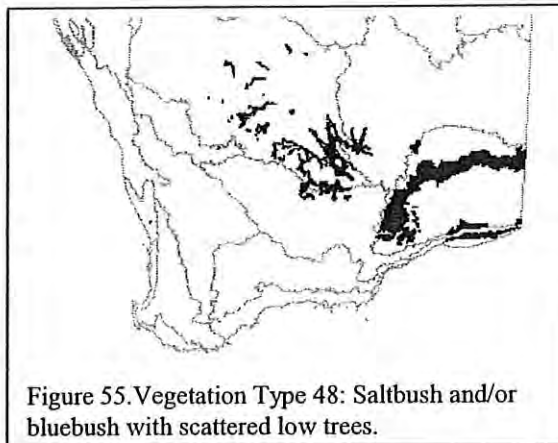 Figure 55.Vegetation Type 48: Saltbush and/or
bluebush with scattered low trees.